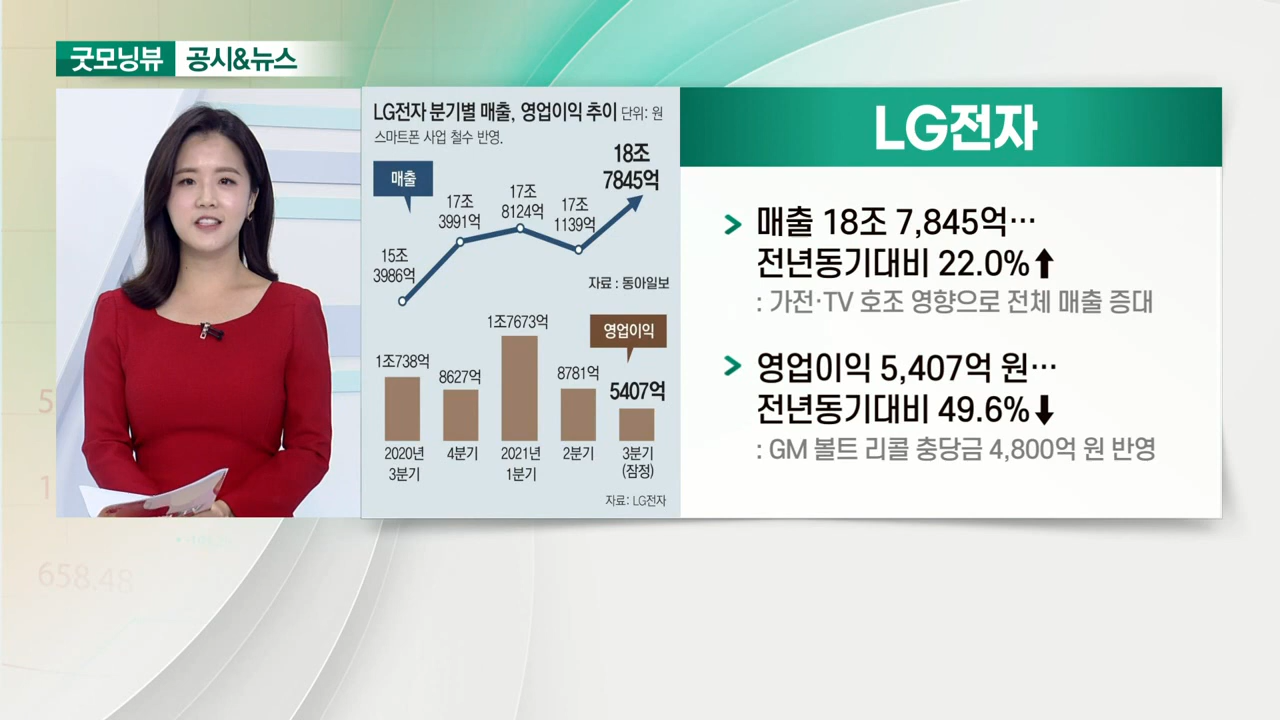 굿모닝뷰 공시&뉴스
LG전자 분기별 매출, 영업이익 추이 단위: 원
스마트폰 사업 철수 반영.
매출
15조
3986억
17조
3991억
17조
8124억
17조
1139억
18조
7845억
자료 : 동아일보
영업이익
1조738억
8627억
1조7673억
8781억
5407억
2020년
3분기
4분기
2021년
1분기
2분기
3분기
(잠정)
자료: LG전자
LG전자
> 매출 18조 7,845억…
전년동기대비 22.0%⬆
: 가전·TV 호조 영향으로 전체 매출 증대
> 영업이익 5,407억 원…
전년동기대비 49.6%⬇
: GM 볼트 리콜 충당금 4,800억 원 반영
658.48